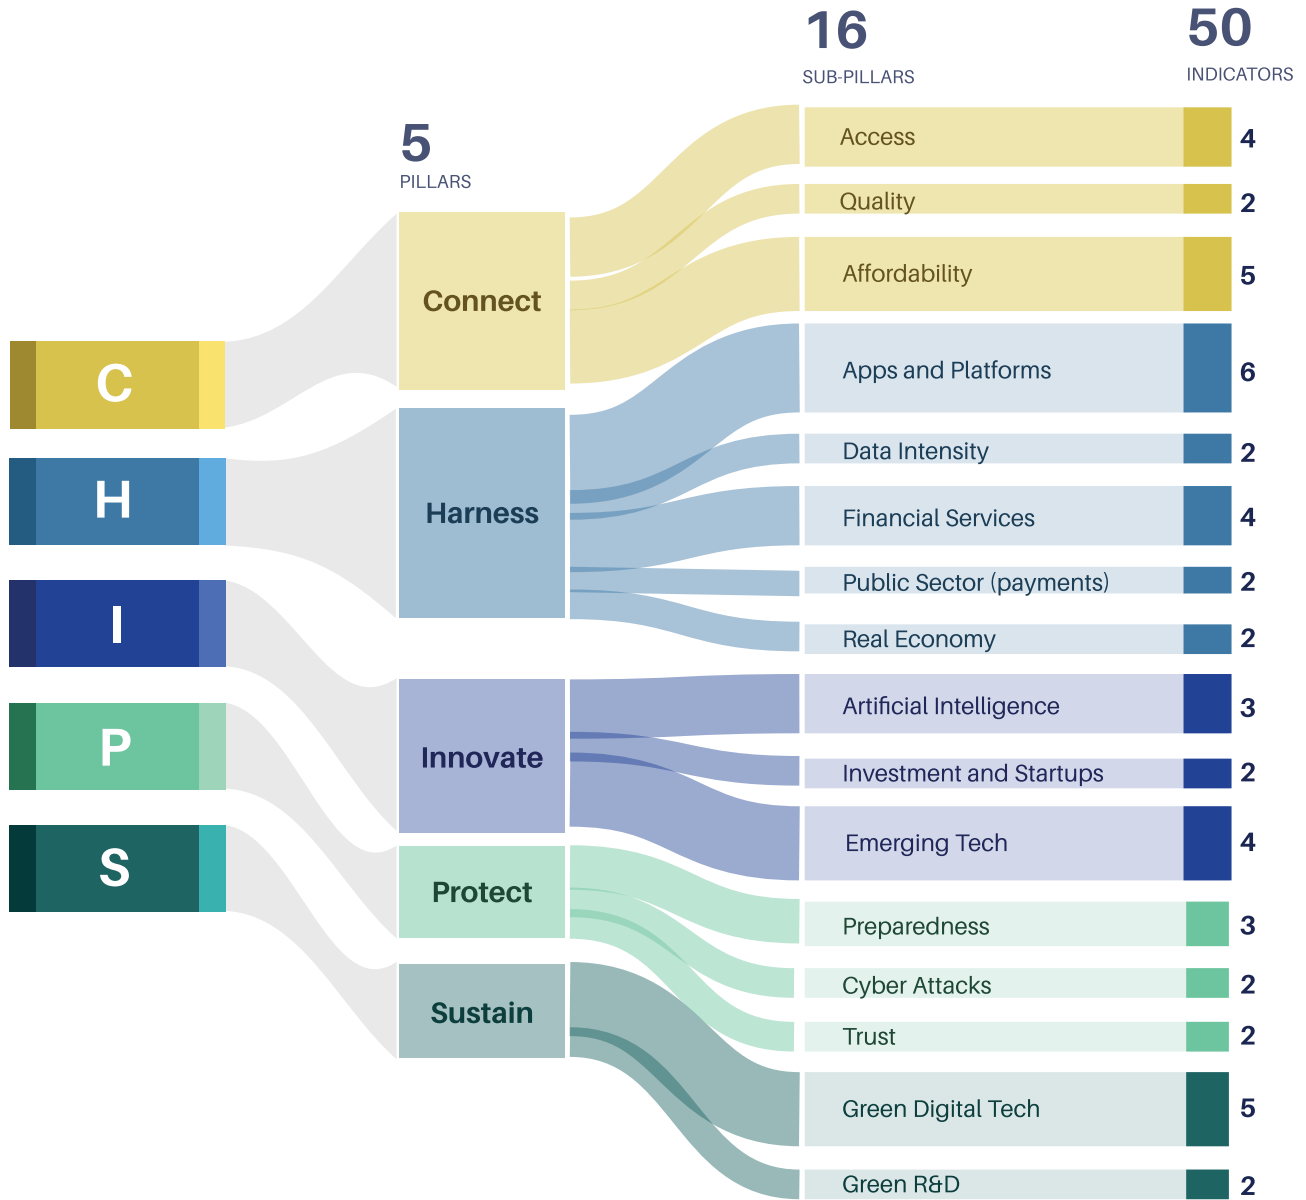 16
SUB-PILLARS
50
INDICATORS
5
PILLARS
C
H
I
P
S
Connect
Harness
Innovate
Protect
Sustain
Access 4
Quality 2
Affordability 5
Apps and Platforms 6
Data Intensity 2
Financial Services 4
Public Sector (payments) 2
Real Economy 2
Artificial Intelligence 3
Investment and Startups 2
Emerging Tech 4
Preparedness 3
Cyber Attacks 2
Trust 2
Green Digital Tech 5
Green R&D 2